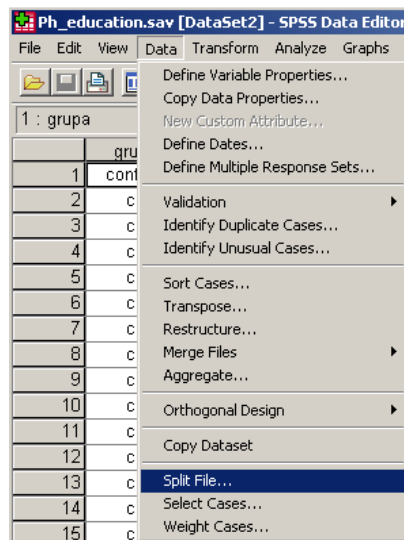 Ph_education.sav [DataSet2] - SPSS Data Editor
File Edit View Data Transform Analyze Graphs
1 : grupa
Define Variable Properties...
Copy Data Properties...
New Custom Attribute...
Define Dates...
Define Multiple Response Sets...
Validation
Identify Duplicate Cases...
Identify Unusual Cases...
Sort Cases...
Transpose...
Restructure...
Merge Files
Aggregate...
Orthogonal Design
Copy Dataset
Split File...
Select Cases...
Weight Cases...
gru
1 cont
2 c
3 c
4 c
5 c
6 c
7 c
8 c
9 c
10 c
11 c
12 c
13 c
14 c
15 c